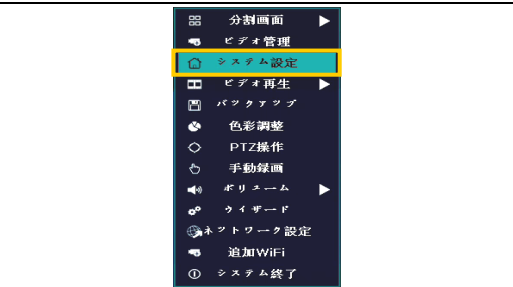 分割画面
ビデオ管理
システム設定
ビデオ再生
バックアップ
色彩調整
PTZ操作
手動録画
ボリューム
ウイザード
ネットワーク設定
追加WiFi
システム終了